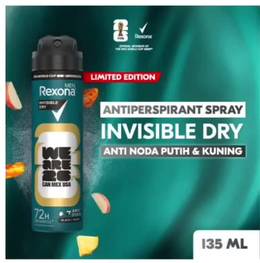 Rexona
LIMITED EDITION
MEN
Rexona
INVISIBLE
DRY
ANTIPERSPIRANT SPRAY
INVISIBLE DRY
ANTI NODA PUTIH & KUNING
WE
ARE
26
CAN MEX USA
72H
135 ML